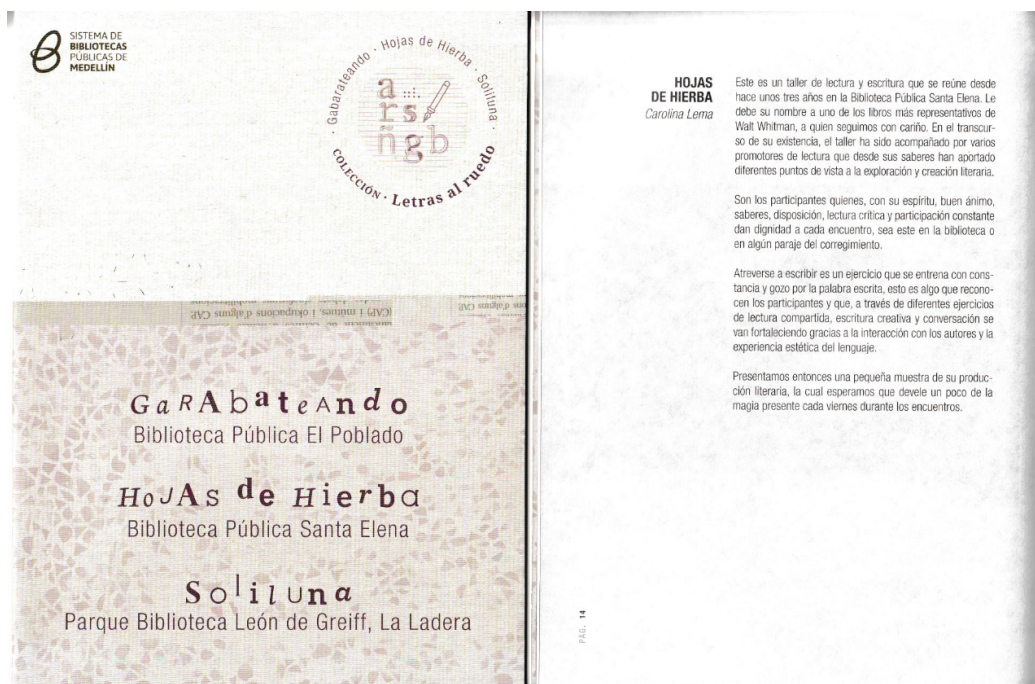 SISTEMA DE
BIBLIOTECAS
PÚBLICAS DE
MEDELLÍN
· Gabarateando · Hojas de Hierba · Soliluna ·
a
r s
ñ g b
COLECCIÓN · Letras al ruedo
GaRAbateAndo
Biblioteca Pública El Poblado
HoJAs de Hierba
Biblioteca Pública Santa Elena
Soliluna
Parque Biblioteca León de Greiff, La Ladera
HOJAS
DE HIERBA
Carolina Lema
Este es un taller de lectura y escritura que se reúne desde
hace unos tres años en la Biblioteca Pública Santa Elena. Le
debe su nombre a uno de los libros más representativos de
Walt Whitman, a quien seguimos con cariño. En el transcur-
so de su existencia, el taller ha sido acompañado por varios
promotores de lectura que desde sus saberes han aportado
diferentes puntos de vista a la exploración y creación literaria.
Son los participantes quienes, con su espíritu, buen ánimo,
saberes, disposición, lectura crítica y participación constante
dan dignidad a cada encuentro, sea este en la biblioteca o
en algún paraje del corregimiento.
Atreverse a escribir es un ejercicio que se entrena con cons-
tancia y gozo por la palabra escrita, esto es algo que recono-
cen los participantes y que, a través de diferentes ejercicios
de lectura compartida, escritura creativa y conversación se
van fortaleciendo gracias a la interacción con los autores y la
experiencia estética del lenguaje.
Presentamos entonces una pequeña muestra de su produc-
ción literaria, la cual esperamos que devele un poco de la
magia presente cada viernes durante los encuentros.
PÁG. 14